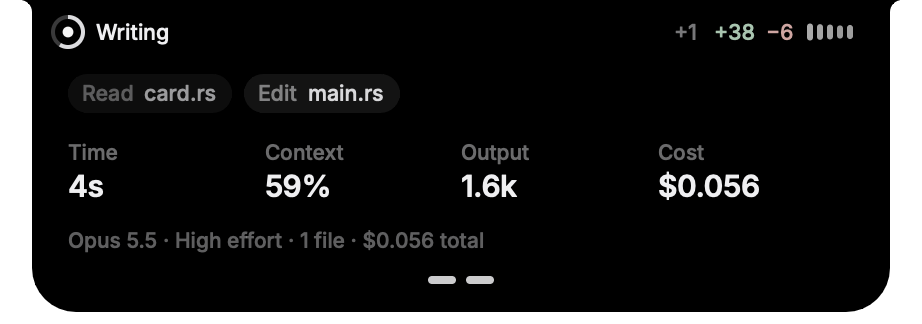 Writing +1 +38 −6
Read card.rs Edit main.rs
Time Context Output Cost
4s 59% 1.6k $0.056
Opus 5.5 · High effort · 1 file · $0.056 total